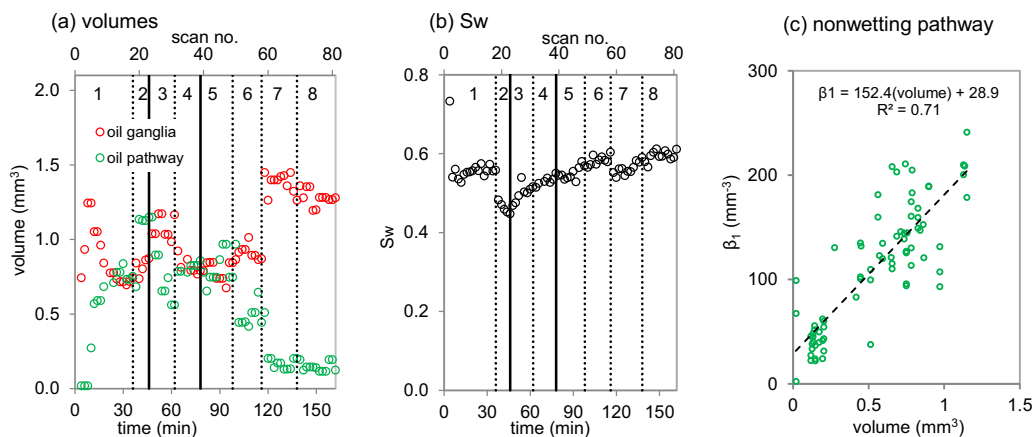 (a) volumes
scan no.
0 20 40 60 80
2.0
1.5
1.0
0.5
0.0
1 2 3 4 5 6 7 8
oil ganglia
oil pathway
volume (mm³)
0 30 60 90 120 150
time (min)
(b) Sw
scan no.
0 20 40 60 80
0.8
0.6
0.4
0.2
0.0
1 2 3 4 5 6 7 8
Sw
0 30 60 90 120 150
time (min)
(c) nonwetting pathway
300
200
100
0
β1 = 152.4(volume) + 28.9
R² = 0.71
β₁ (mm⁻³)
0 0.5 1 1.5
volume (mm³)